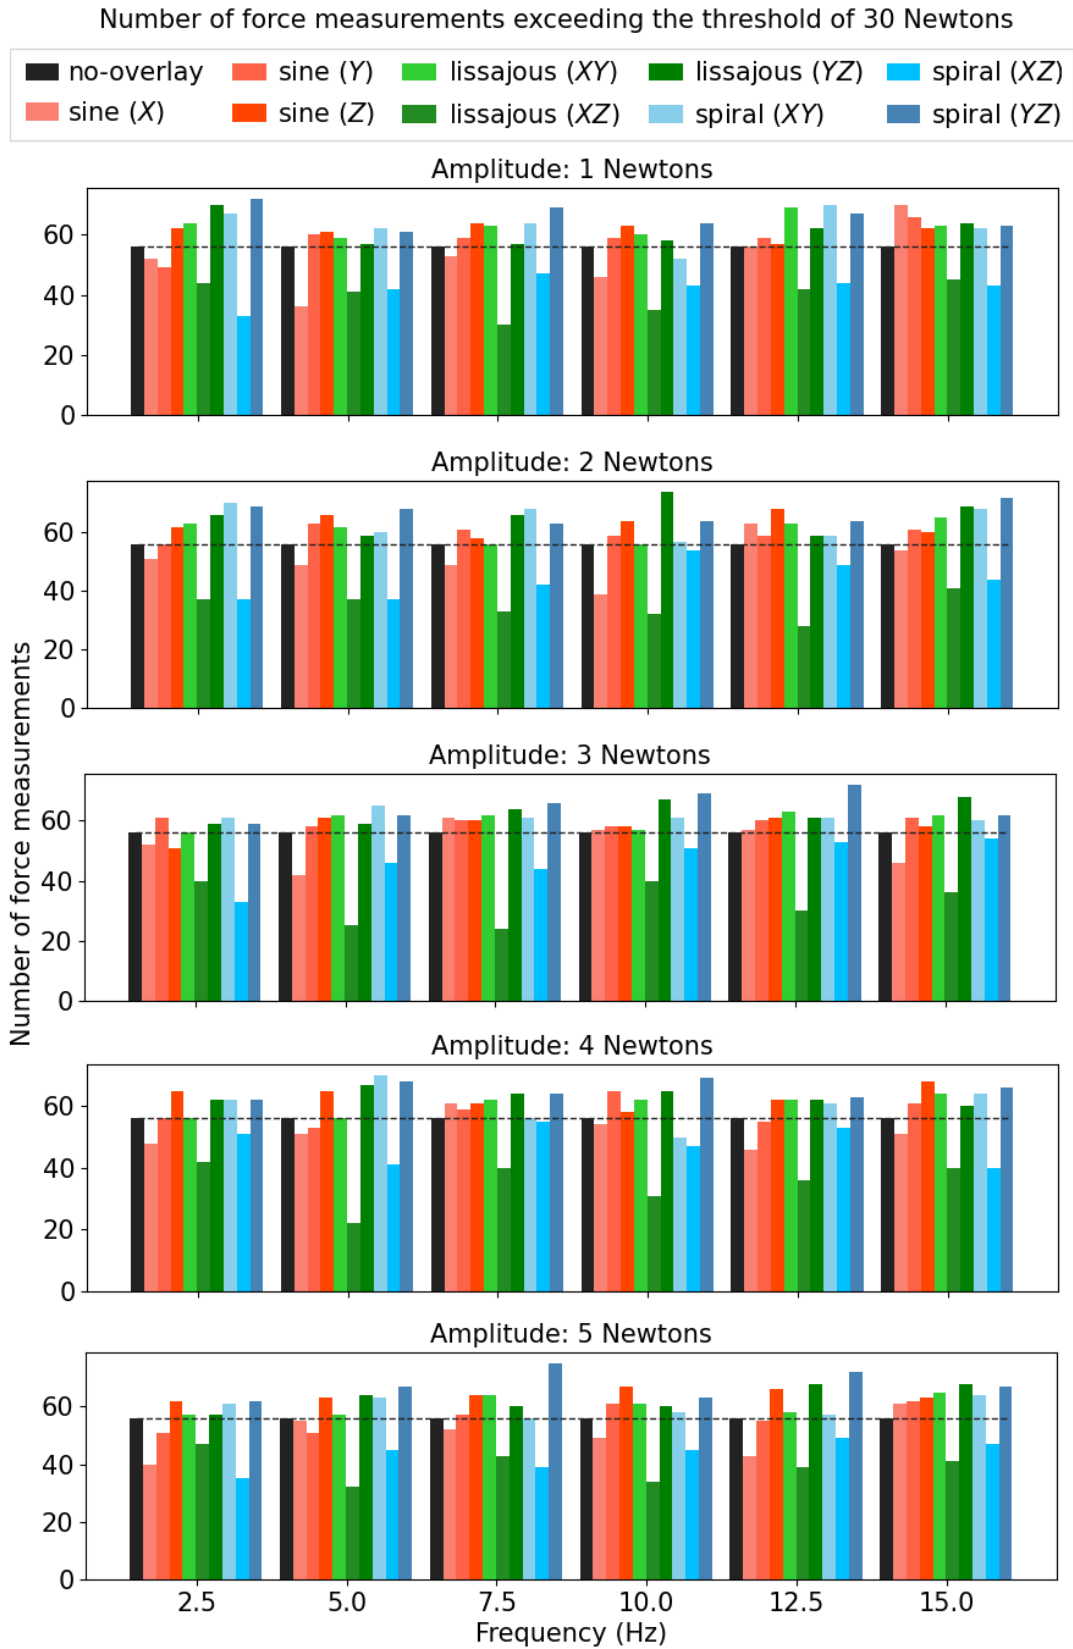 Number of force measurements exceeding the threshold of 30 Newtons
no-overlay sine (Y) lissajous (XY) lissajous (YZ) spiral (XZ)
sine (X) sine (Z) lissajous (XZ) spiral (XY) spiral (YZ)
Amplitude: 1 Newtons
60
40
20
0
Amplitude: 2 Newtons
60
40
20
0
Number of force measurements
Amplitude: 3 Newtons
60
40
20
0
Amplitude: 4 Newtons
60
40
20
0
Amplitude: 5 Newtons
60
40
20
0
2.5 5.0 7.5 10.0 12.5 15.0
Frequency (Hz)